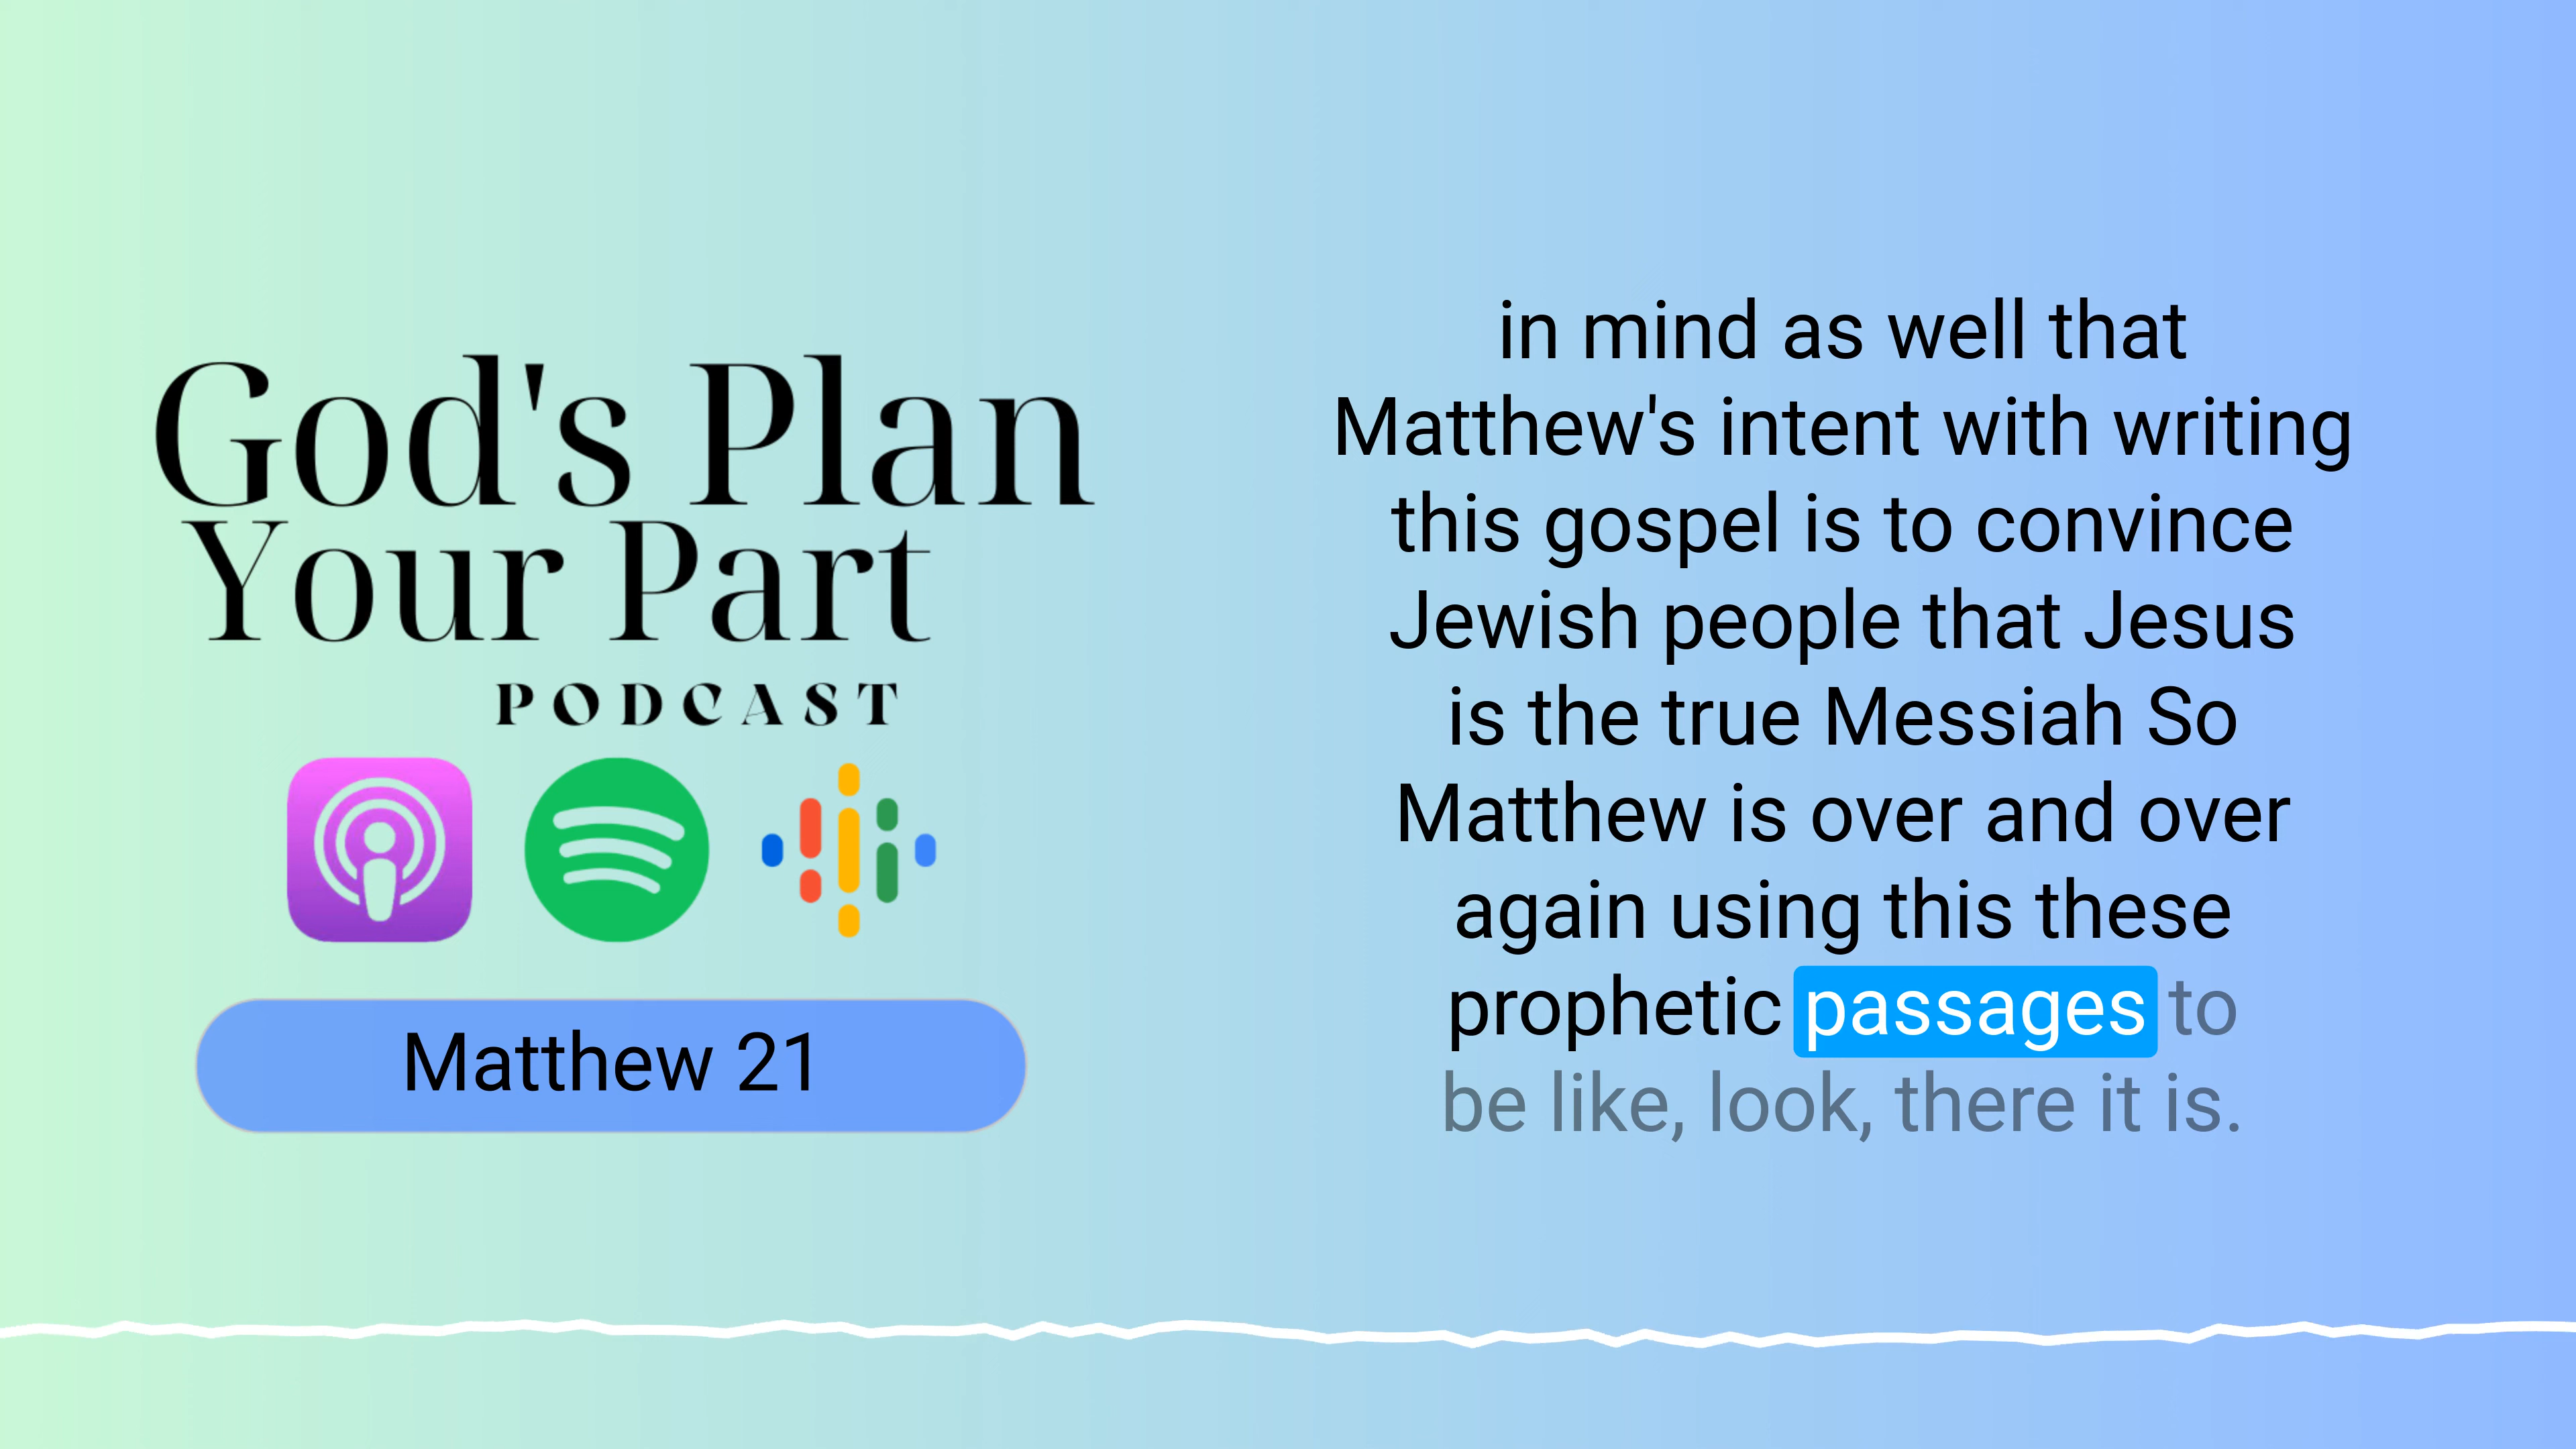 God's Plan
Your Part
PODCAST
Matthew 21
in mind as well that
Matthew's intent with writing
this gospel is to convince
Jewish people that Jesus
is the true Messiah So
Matthew is over and over
again using this these
prophetic passages to
be like, look, there it is.